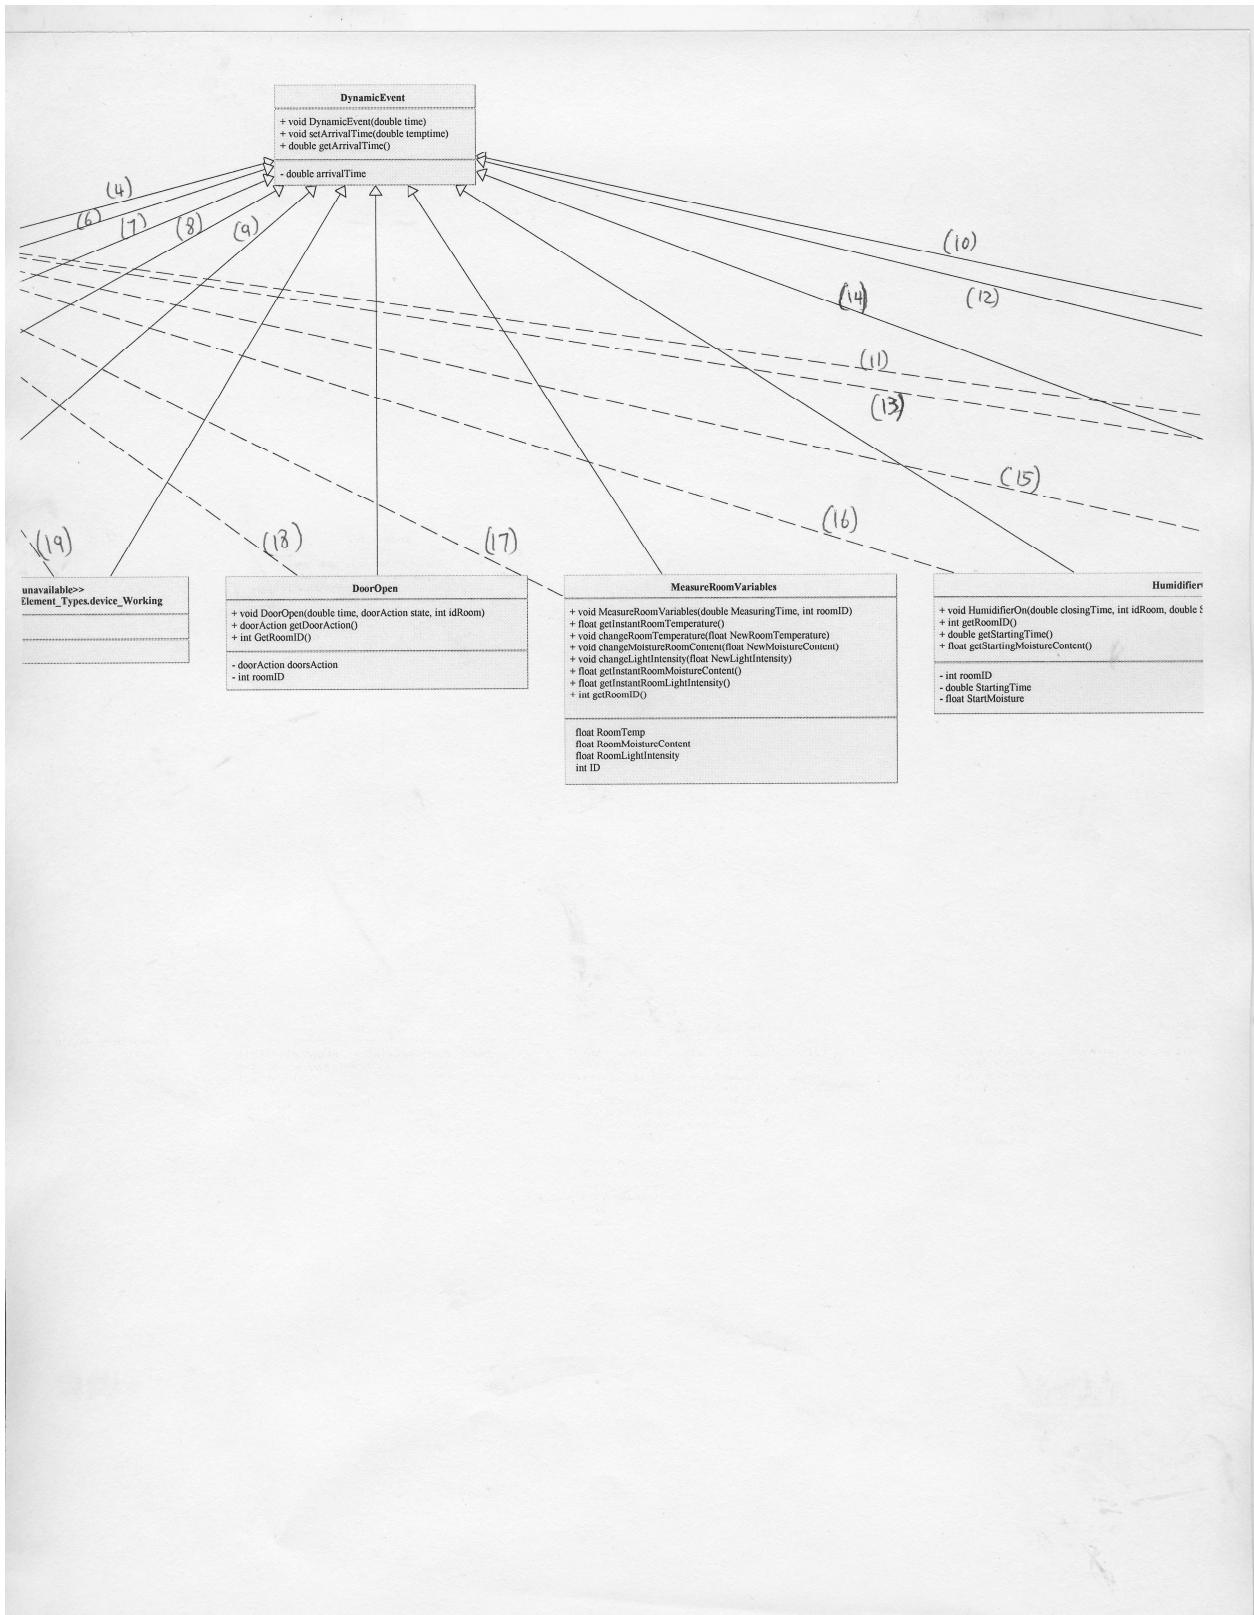 DynamicEvent
+ void DynamicEvent(double time)
+ void setArrivalTime(double temptime)
+ double getArrivalTime()
- double arrivalTime
(4)
(6)
(7)
(8)
(9)
(10)
(12)
(14)
(11)
(13)
(15)
(16)
(17)
(18)
(19)
unavailable>>
Element_Types.device_Working
DoorOpen
+ void DoorOpen(double time, doorAction state, int idRoom)
+ doorAction getDoorAction()
+ int GetRoomID()
- doorAction doorsAction
- int roomID
MeasureRoomVariables
+ void MeasureRoomVariables(double MeasuringTime, int roomID)
+ float getInstantRoomTemperature()
+ void changeRoomTemperature(float NewRoomTemperature)
+ void changeMoistureRoomContent(float NewMoistureContent)
+ void changeLightIntensity(float NewLightIntensity)
+ float getInstantRoomMoistureContent()
+ float getInstantRoomLightIntensity()
+ int getRoomID()
float RoomTemp
float RoomMoistureContent
float RoomLightIntensity
int ID
Humidifier
+ void HumidifierOn(double closingTime, int idRoom, double S
+ int getRoomID()
+ double getStartingTime()
+ float getStartingMoistureContent()
- int roomID
- double StartingTime
- float StartMoisture